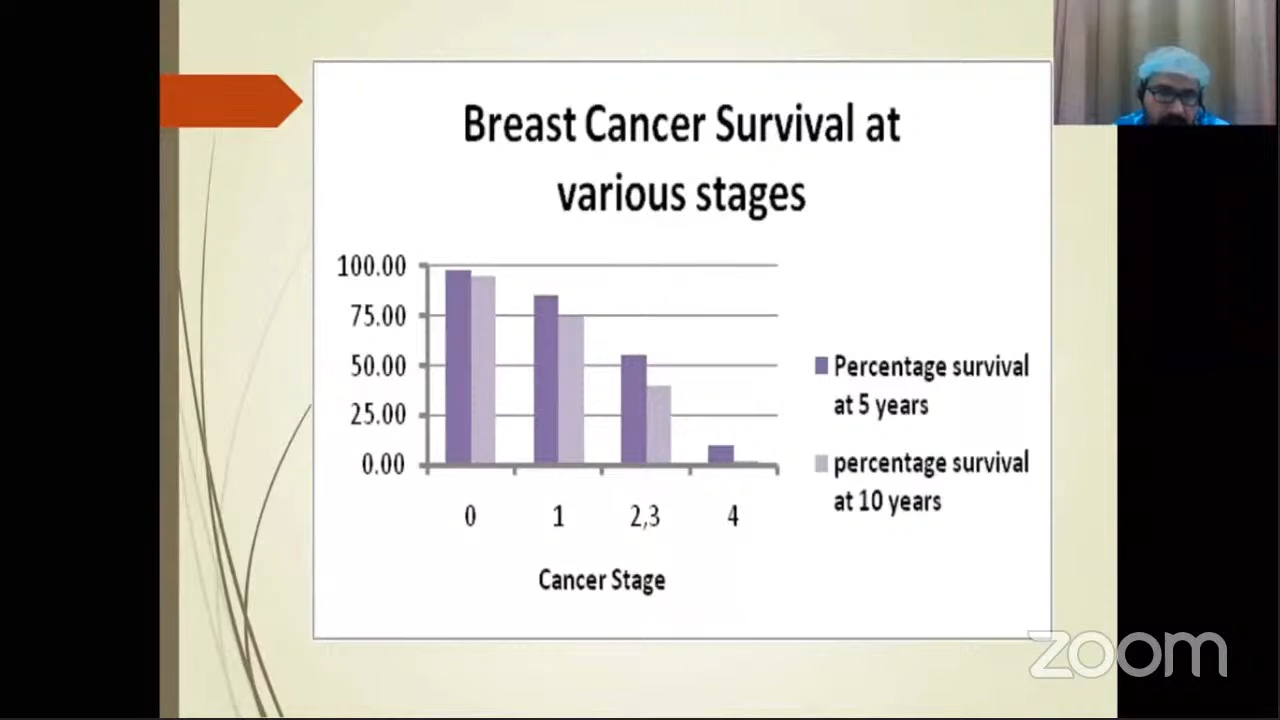 Breast Cancer Survival at
various stages
100.00
75.00
50.00
25.00
0.00
0 1 2,3 4
Cancer Stage
Percentage survival
at 5 years
percentage survival
at 10 years
zoom